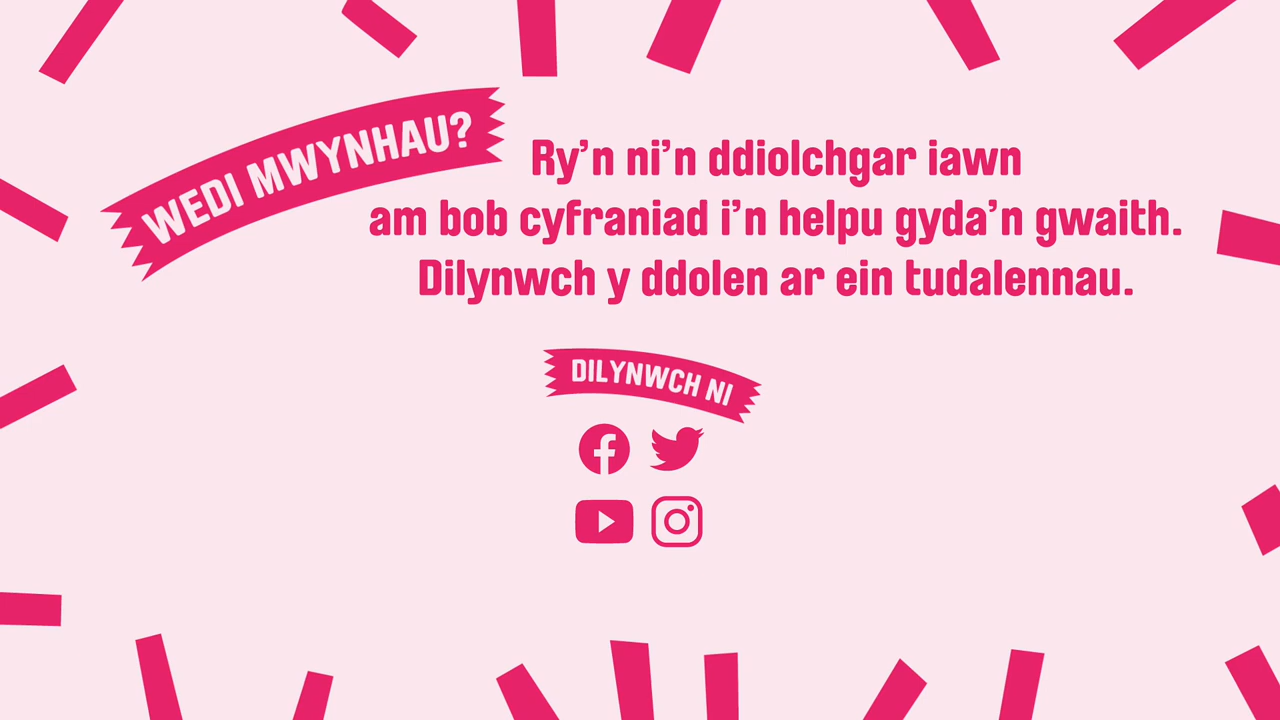 WEDI MWYNHAU?
Ry’n ni’n ddiolchgar iawn
am bob cyfraniad i’n helpu gyda’n gwaith.
Dilynwch y ddolen ar ein tudalennau.
DILYNWCH NI